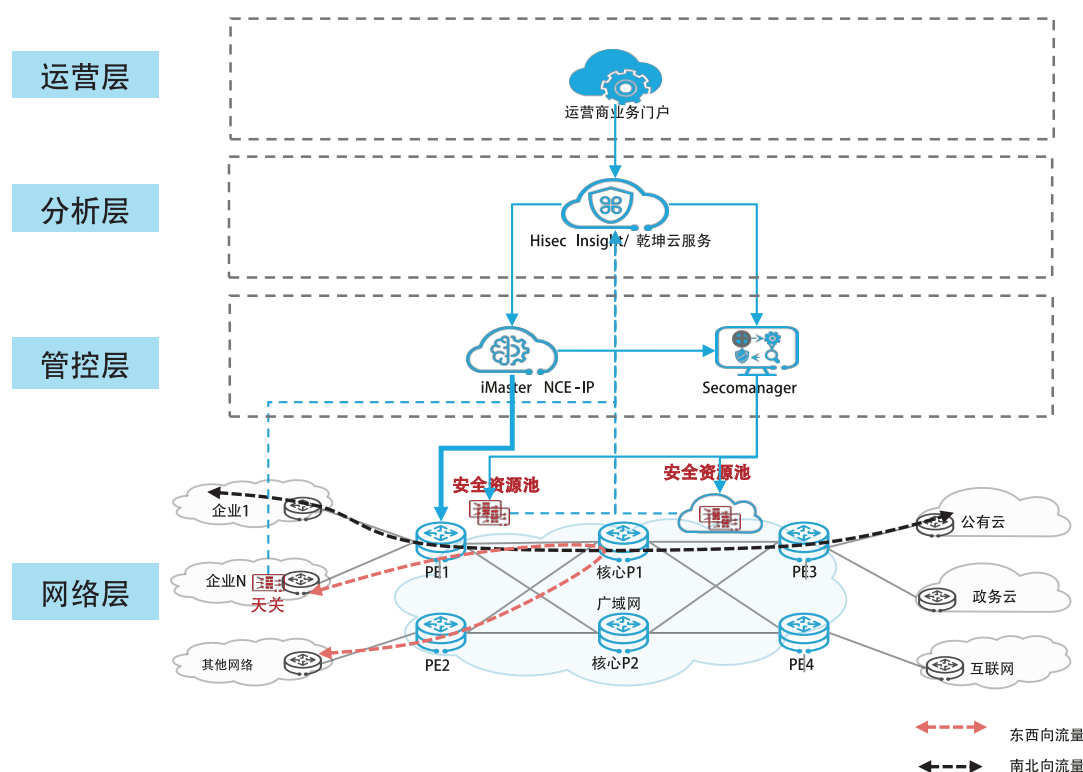 运营层
运营商业务门户
分析层
Hisec Insight/ 乾坤云服务
管控层
iMaster NCE-IP
Secomanager
安全资源池
安全资源池
企业1
公有云
PE1
核心P1
PE3
企业N
天关
网络层
广域网
政务云
其他网络
PE2
核心P2
PE4
互联网
东西向流量
南北向流量